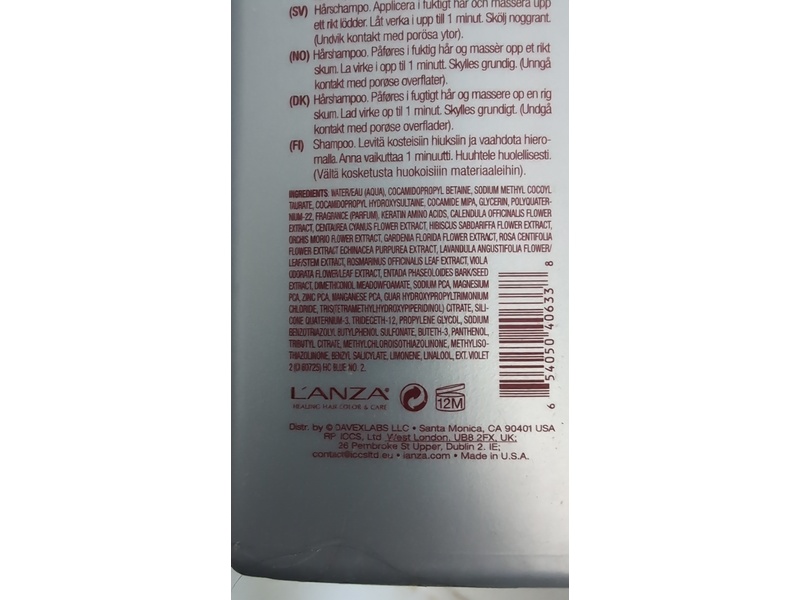 (SV) Hårschampo. Applicera i fuktigt hår och massera upp
ett rikt lödder. Låt verka i upp till 1 minut. Skölj noggrant.
(Undvik kontakt med porösa ytor).
(NO) Hårshampoo. Påføres i fuktig hår og massèr opp et rikt
skum. La virke i opp til 1 minutt. Skylles grundig. (Unngå
kontakt med porøse overflater).
(DK) Hårshampoo. Påføres i fugtigt hår og massere op en rig
skum. Lad virke op til 1 minut. Skylles grundigt. (Undgå
kontakt med porøse overflader).
(FI) Shampoo. Levitä kosteisiin hiuksiin ja vaahdota hiero-
malla. Anna vaikuttaa 1 minuutti. Huuhtele huolellisesti.
(Vältä kosketusta huokoisiin materiaaleihin).
INGREDIENTS: WATER/EAU (AQUA), COCAMIDOPROPYL BETAINE, SODIUM METHYL COCOYL
TAURATE, COCAMIDOPROPYL HYDROXYSULTAINE, COCAMIDE MIPA, GLYCERIN, POLYQUATER-
NIUM-22, FRAGRANCE (PARFUM), KERATIN AMINO ACIDS, CALENDULA OFFICINALIS FLOWER
EXTRACT, CENTAUREA CYANUS FLOWER EXTRACT, HIBISCUS SABDARIFFA FLOWER EXTRACT,
ORCHIS MORIO FLOWER EXTRACT, GARDENIA FLORIDA FLOWER EXTRACT, ROSA CENTIFOLIA
FLOWER EXTRACT ECHINACEA PURPUREA EXTRACT, LAVANDULA ANGUSTIFOLIA FLOWER/
LEAF/STEM EXTRACT, ROSMARINUS OFFICINALIS LEAF EXTRACT, VIOLA
ODORATA FLOWER/LEAF EXTRACT, ENTADA PHASEOLOIDES BARK/SEED
EXTRACT, DIMETHICONOL MEADOWFOAMATE, SODIUM PCA, MAGNESIUM
PCA, ZINC PCA, MANGANESE PCA, GUAR HYDROXYPROPYLTRIMONIUM
CHLORIDE, TRIS(TETRAMETHYLHYDROXYPIPERIDINOL) CITRATE, SILI-
CONE QUATERNIUM-3, TRIDECETH-12, PROPYLENE GLYCOL, SODIUM
BENZOTRIAZOLYL BUTYLPHENOL SULFONATE, BUTETH-3, PANTHENOL,
TRIBUTYL CITRATE, METHYLCHLOROISOTHIAZOLINONE, METHYLISO-
THIAZOLINONE, BENZYL SALICYLATE, LIMONENE, LINALOOL, EXT. VIOLET
2 (CI 60725) HC BLUE NO. 2.
6 54050 40633 8
L'ANZA®
HEALING HAIR COLOR & CARE
12M
Distr. by © DAVEXLABS LLC • Santa Monica, CA 90401 USA
RP ICCS, Ltd West London, UB8 2FX, UK;
36 Pembroke St Upper, Dublin 2. IE;
contact@iccsltd.eu • lanza.com • Made in U.S.A.